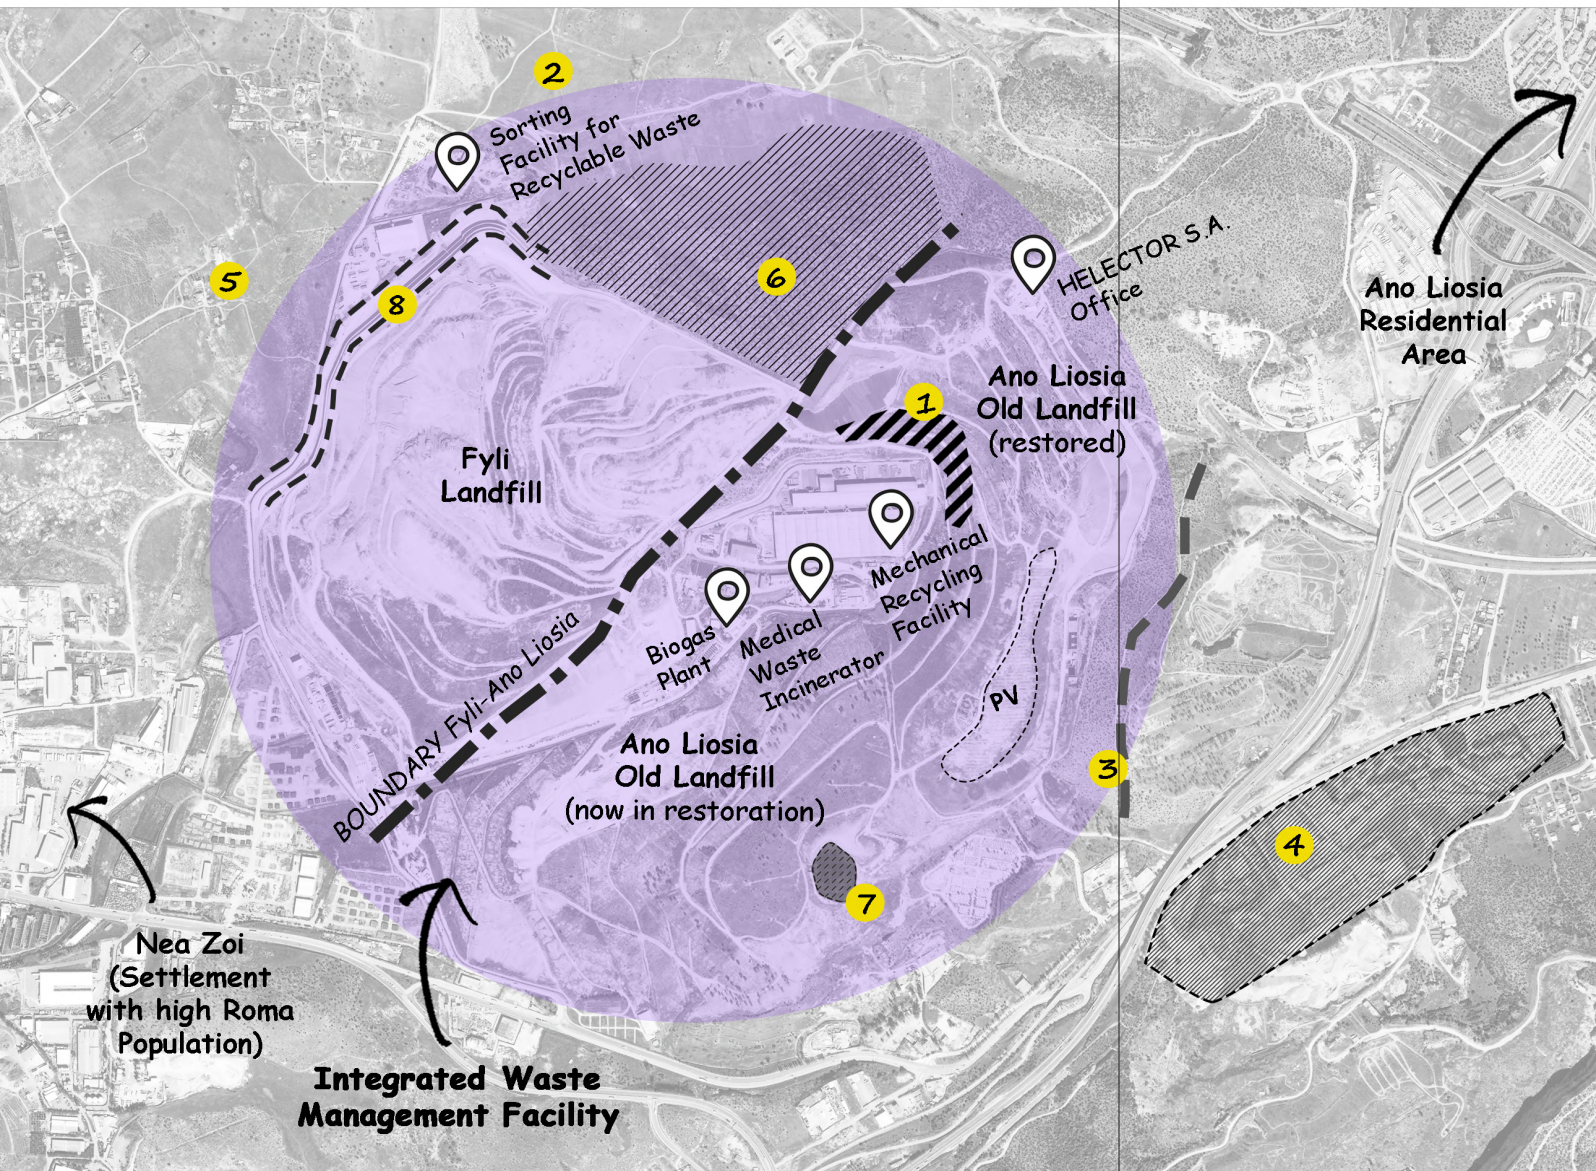 2
Sorting
Facility for
Recyclable Waste
5
8
6
HELECTOR S.A.
Office
Ano Liosia
Residential
Area
1
Ano Liosia
Old Landfill
(restored)
Fyli
Landfill
Mechanical
Recycling
Facility
Biogas
Plant
Medical
Waste
Incinerator
BOUNDARY Fyli-Ano Liosia
PV
Ano Liosia
Old Landfill
(now in restoration)
3
4
7
Nea Zoi
(Settlement
with high Roma
Population)
Integrated Waste
Management Facility